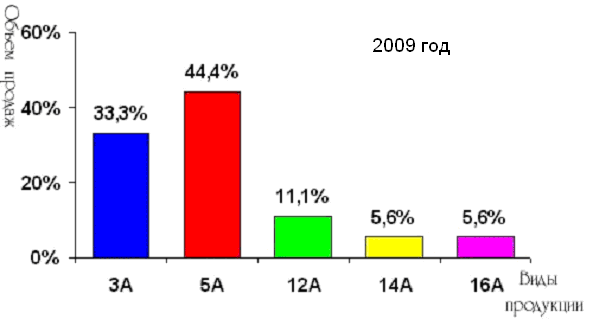 Объем продаж
60%
40%
20%
0%
2009 год
33,3%
44,4%
11,1%
5,6%
5,6%
3А
5А
12А
14А
16А
Виды
продукции